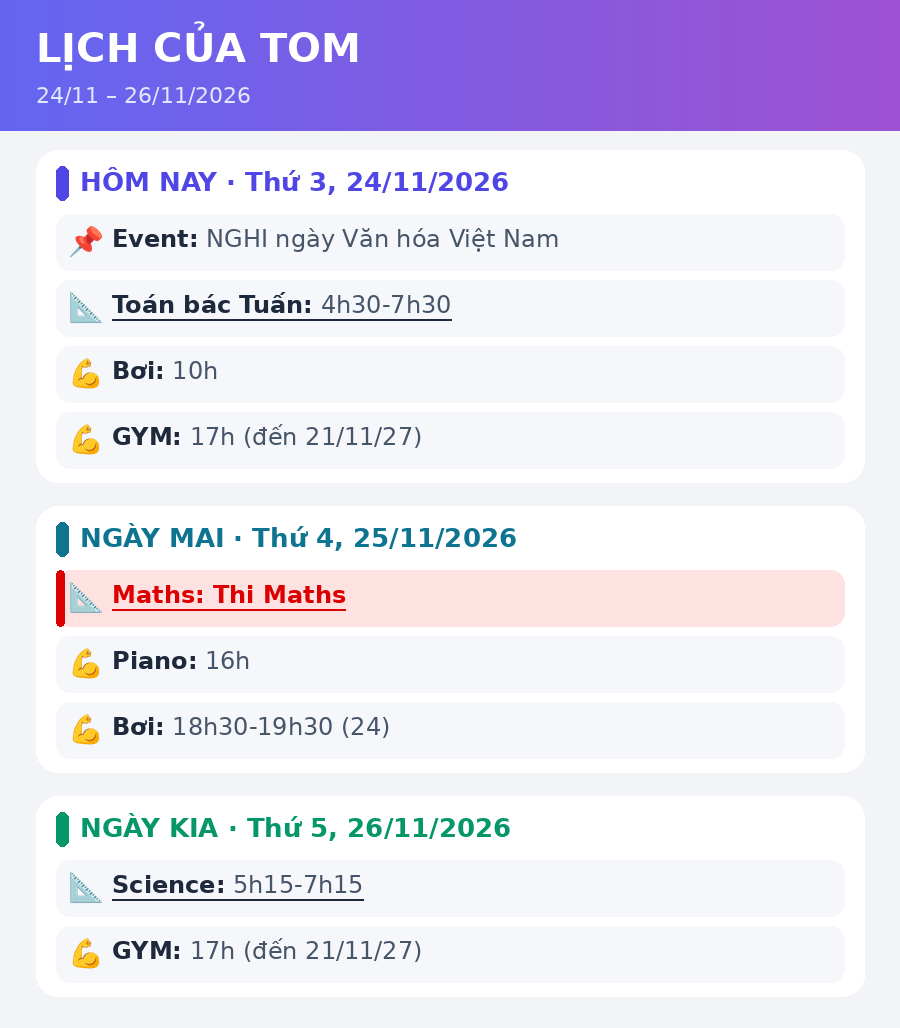 LỊCH CỦA TOM
24/11 – 26/11/2026
HÔM NAY · Thứ 3, 24/11/2026
Event: NGHI ngày Văn hóa Việt Nam
Toán bác Tuấn: 4h30-7h30
Bơi: 10h
GYM: 17h (đến 21/11/27)
NGÀY MAI · Thứ 4, 25/11/2026
Maths: Thi Maths
Piano: 16h
Bơi: 18h30-19h30 (24)
NGÀY KIA · Thứ 5, 26/11/2026
Science: 5h15-7h15
GYM: 17h (đến 21/11/27)